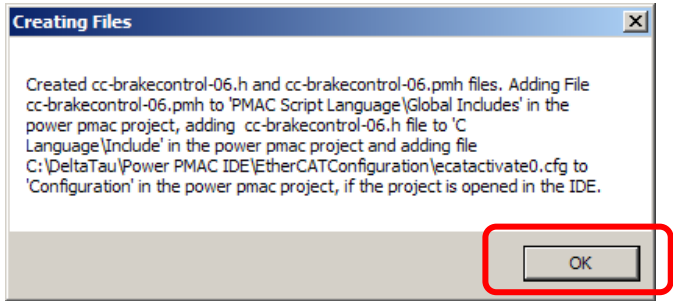 Creating Files
Created cc-brakecontrol-06.h and cc-brakecontrol-06.pmh files. Adding File
cc-brakecontrol-06.pmh to 'PMAC Script Language\Global Includes' in the
power pmac project, adding  cc-brakecontrol-06.h file to 'C
Language\Include' in the power pmac project and adding file
C:\DeltaTau\Power PMAC IDE\EtherCATConfiguration\ecatactivate0.cfg to
'Configuration' in the power pmac project, if the project is opened in the IDE.
OK